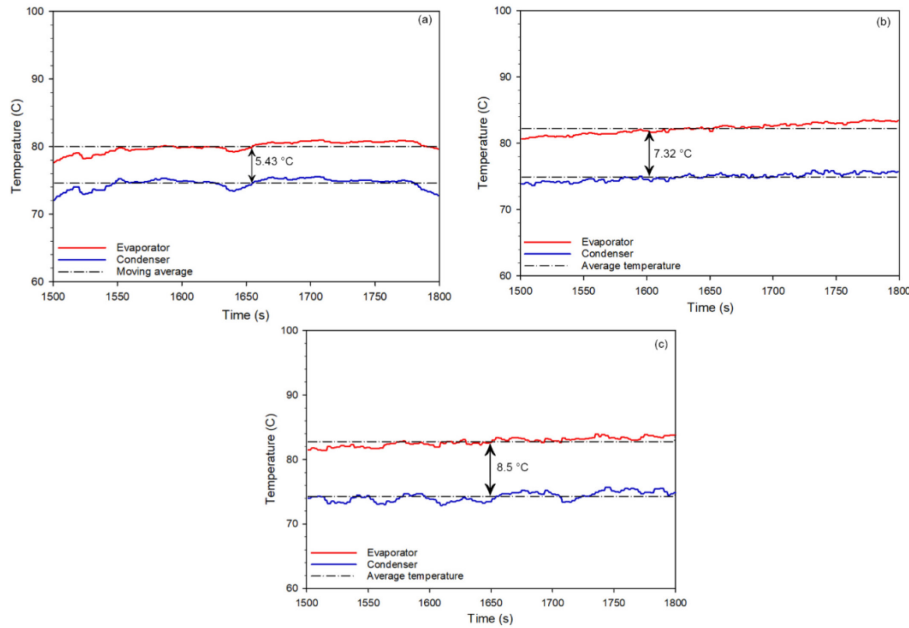 (a)
100
90
80
70
60
Temperature (C)
5.43 °C
Evaporator
Condenser
Moving average
1500 1550 1600 1650 1700 1750 1800
Time (s)
(b)
100
90
80
70
60
Temperature (C)
7.32 °C
Evaporator
Condenser
Average temperature
1500 1550 1600 1650 1700 1750 1800
Time (s)
(c)
100
90
80
70
60
Temperature (C)
8.5 °C
Evaporator
Condenser
Average temperature
1500 1550 1600 1650 1700 1750 1800
Time (s)